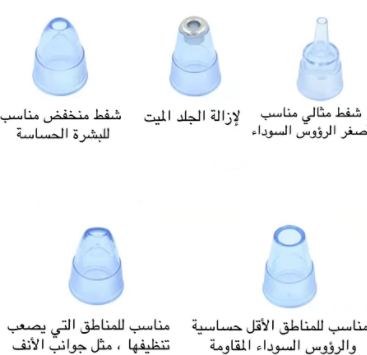 شفط مثالي مناسب
صغر الرؤوس السوداء
لإزالة الجلد الميت
شفط منخفض مناسب
للبشرة الحساسة
مناسب للمناطق الأقل حساسية
والرؤوس السوداء المقاومة
مناسب للمناطق التي يصعب
تنظيفها ، مثل جوانب الأنف